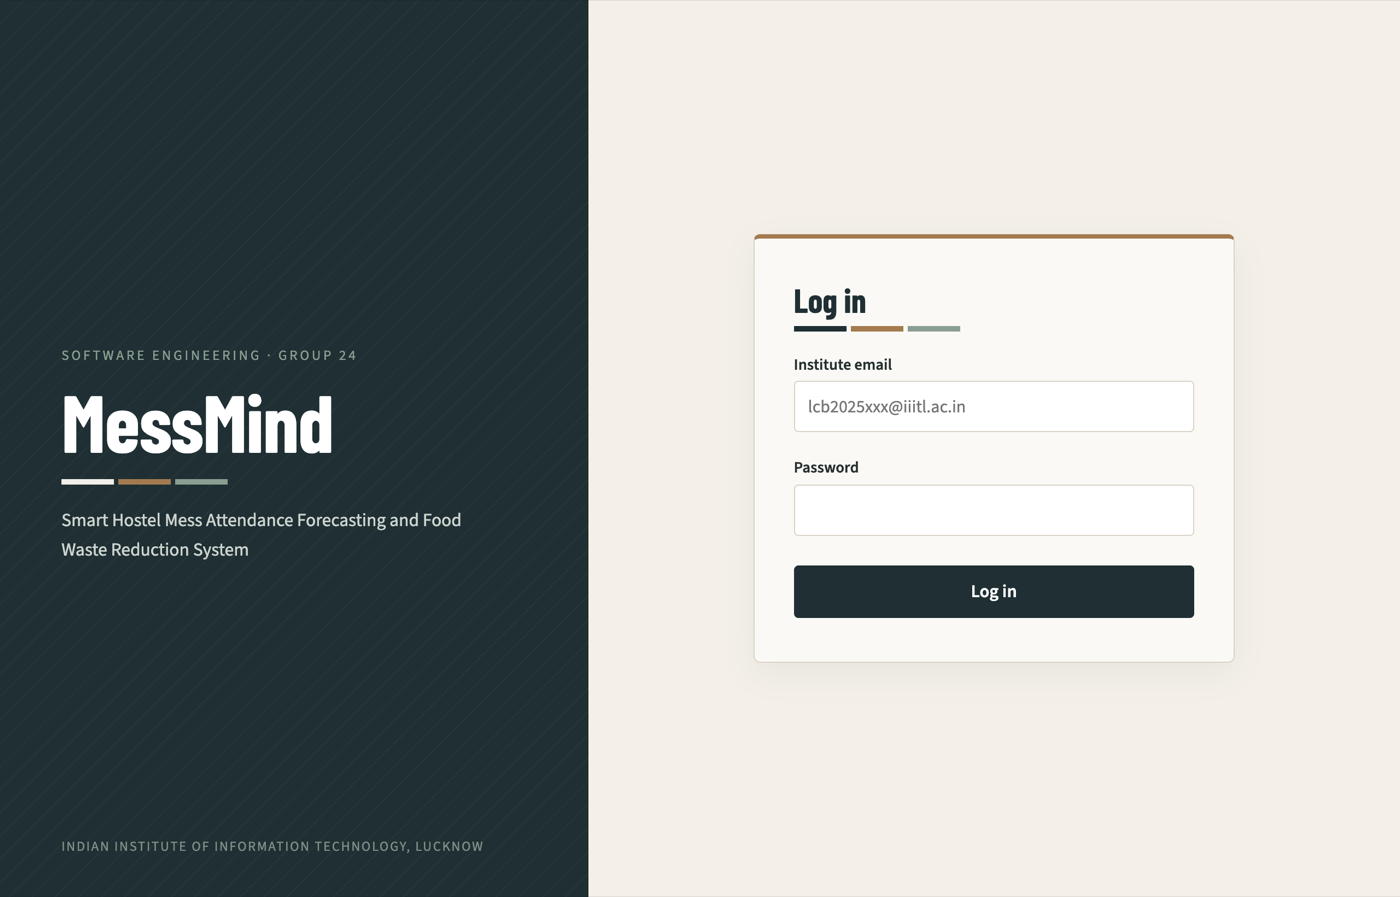 SOFTWARE ENGINEERING · GROUP 24
MessMind
Smart Hostel Mess Attendance Forecasting and Food
Waste Reduction System
INDIAN INSTITUTE OF INFORMATION TECHNOLOGY, LUCKNOW
Log in
Institute email
lcb2025xxx@iiitl.ac.in
Password
Log in